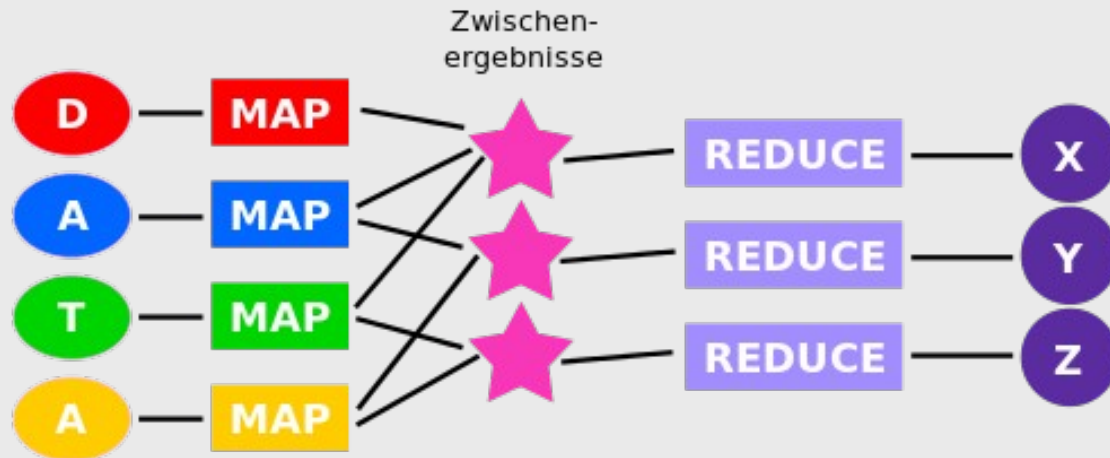 Zwischen-
ergebnisse
D MAP REDUCE X
A MAP REDUCE Y
T MAP REDUCE Z
A MAP